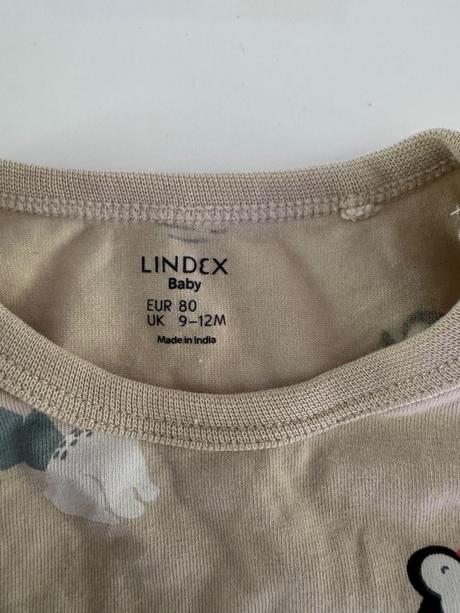 LINDEX
Baby
EUR 80
UK 9–12M
Made in India